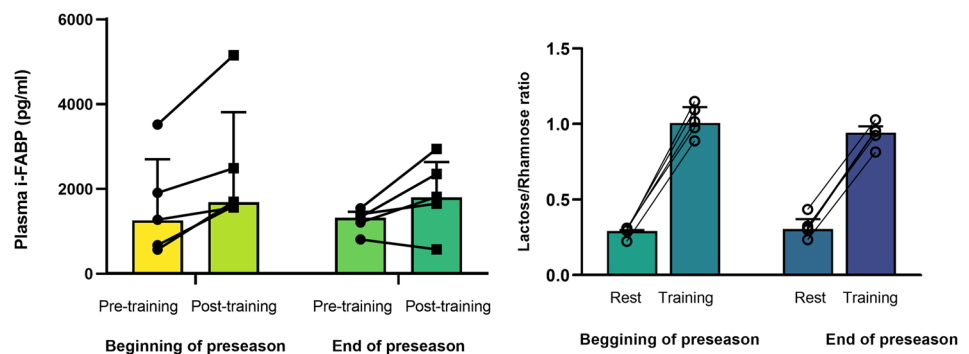 Plasma i-FABP (pg/ml)
6000
4000
2000
0
Pre-training Post-training Pre-training Post-training
Beginning of preseason End of preseason
Lactose/Rhamnose ratio
1.5
1.0
0.5
0.0
Rest Training Rest Training
Beggining of preseason End of preseason